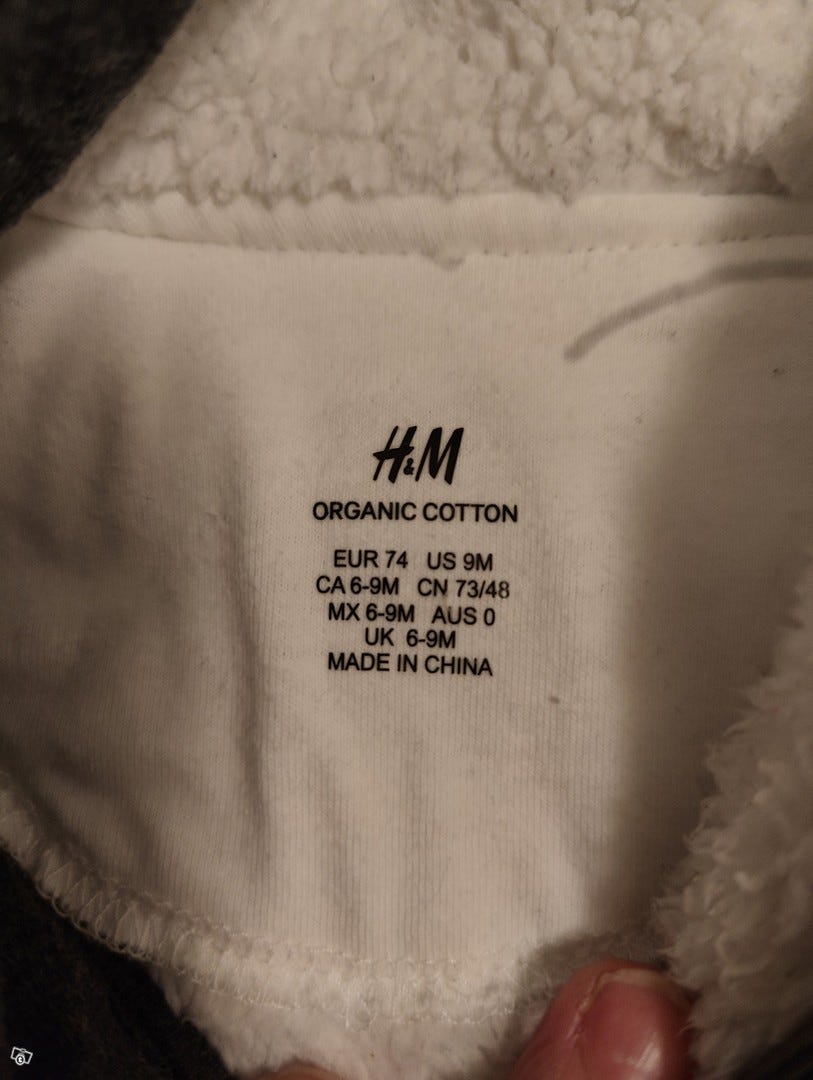 H&M
ORGANIC COTTON
EUR 74 US 9M
CA 6-9M CN 73/48
MX 6-9M AUS 0
UK 6-9M
MADE IN CHINA